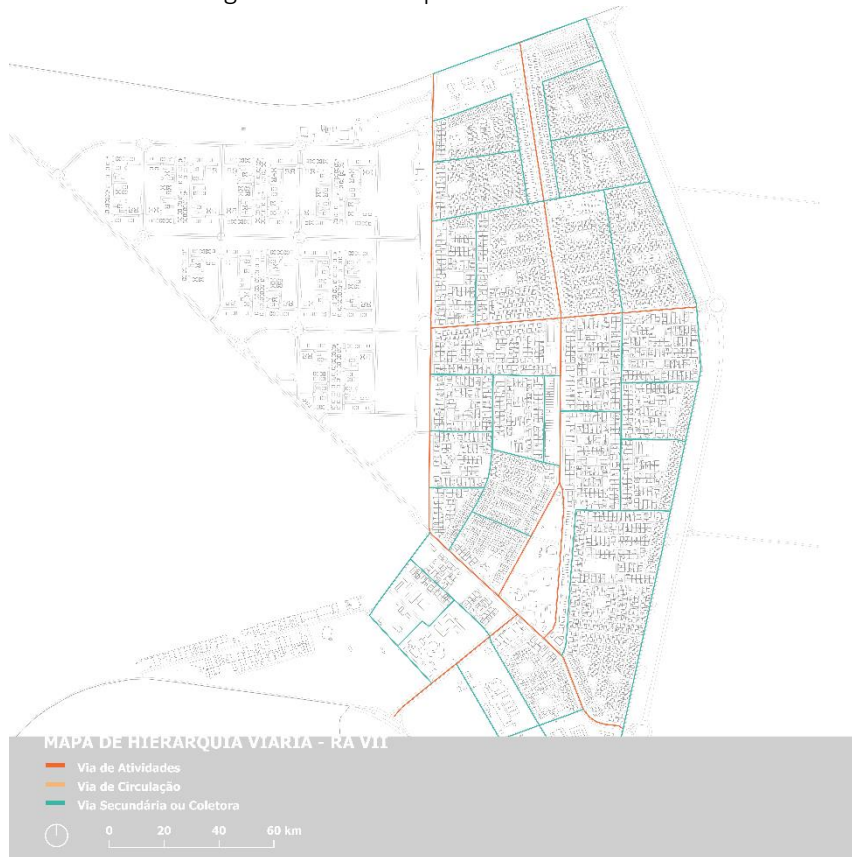 MAPA DE HIERARQUIA VIÁRIA - RA VII
Via de Atividades
Via de Circulação
Via Secundária ou Coletora
0 20 40 60 km